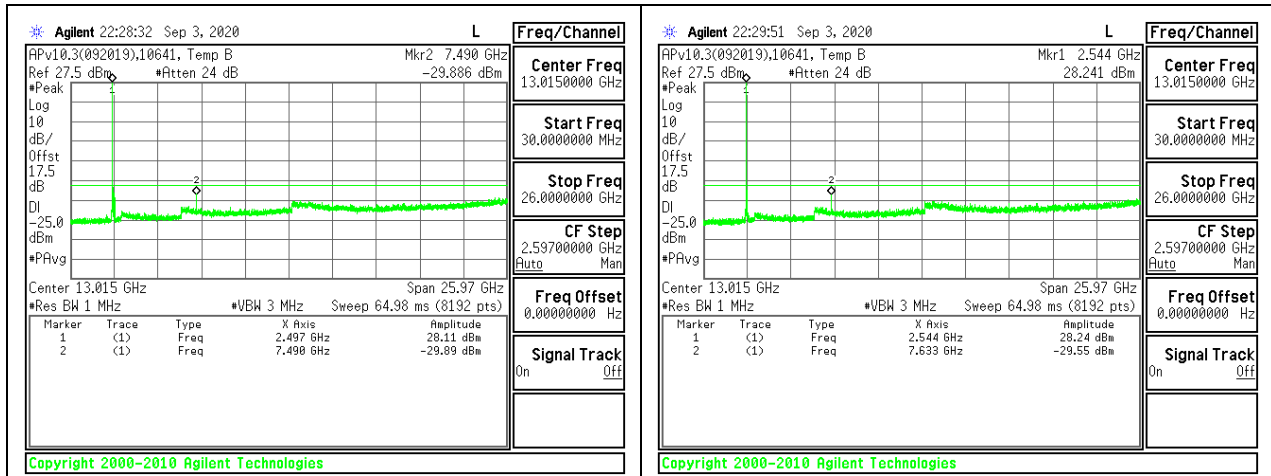 Agilent 22:28:32 Sep 3, 2020 L
APv10.3(092019),10641, Temp B Mkr2 7.490 GHz
Ref 27.5 dBm #Atten 24 dB -29.886 dBm
#Peak
Log
10
dB/
Offst
17.5
dB
DI
-25.0
dBm
#PAvg
1
2
Center 13.015 GHz Span 25.97 GHz
#Res BW 1 MHz #VBW 3 MHz Sweep 64.98 ms (8192 pts)
Marker Trace Type X Axis Amplitude
1 (1) Freq 2.497 GHz 28.11 dBm
2 (1) Freq 7.490 GHz -29.89 dBm
Copyright 2000-2010 Agilent Technologies
Freq/Channel
Center Freq
13.0150000 GHz
Start Freq
30.0000000 MHz
Stop Freq
26.0000000 GHz
CF Step
2.59700000 GHz
Auto Man
Freq Offset
0.00000000 Hz
Signal Track
On Off
Agilent 22:29:51 Sep 3, 2020 L
APv10.3(092019),10641, Temp B Mkr1 2.544 GHz
Ref 27.5 dBm #Atten 24 dB 28.241 dBm
#Peak
Log
10
dB/
Offst
17.5
dB
DI
-25.0
dBm
#PAvg
1
2
Center 13.015 GHz Span 25.97 GHz
#Res BW 1 MHz #VBW 3 MHz Sweep 64.98 ms (8192 pts)
Marker Trace Type X Axis Amplitude
1 (1) Freq 2.544 GHz 28.24 dBm
2 (1) Freq 7.633 GHz -29.55 dBm
Copyright 2000-2010 Agilent Technologies
Freq/Channel
Center Freq
13.0150000 GHz
Start Freq
30.0000000 MHz
Stop Freq
26.0000000 GHz
CF Step
2.59700000 GHz
Auto Man
Freq Offset
0.00000000 Hz
Signal Track
On Off